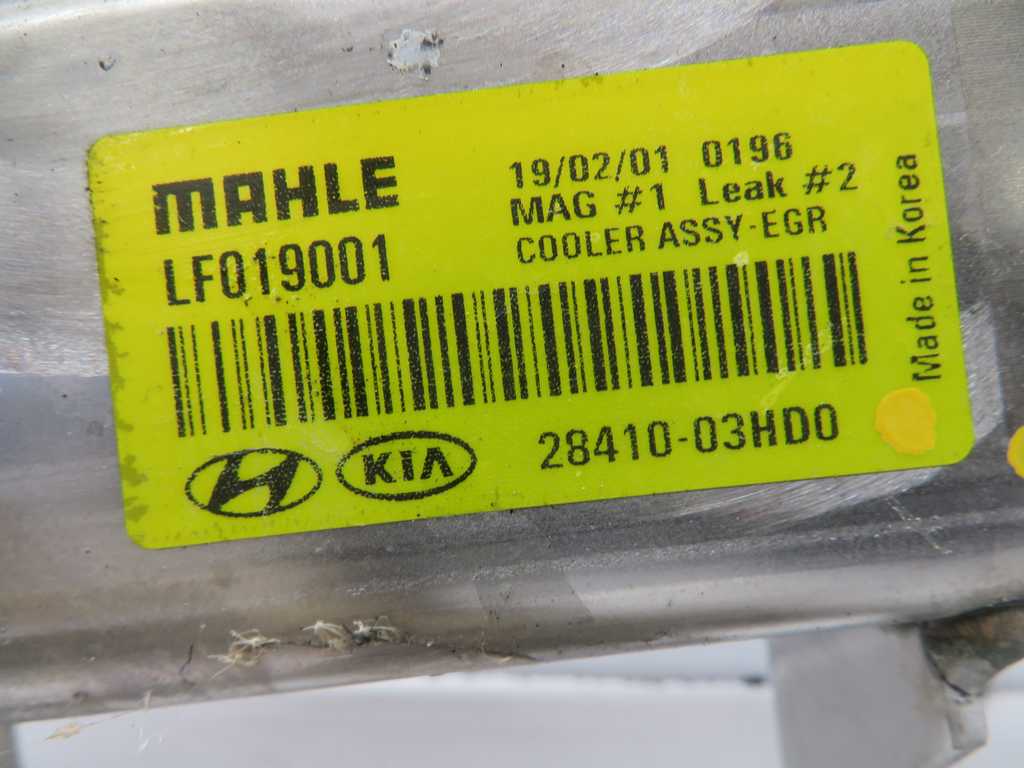 MAHLE
LF019001
19/02/01 0196
MAG #1 Leak #2
COOLER ASSY-EGR
Made in Korea
KIA
28410-03HD0